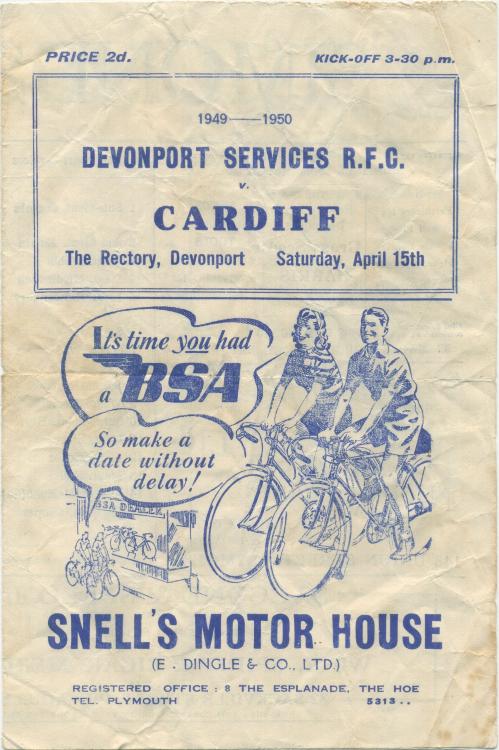 PRICE 2d. KICK-OFF 3-30 p.m.
1949—1950
DEVONPORT SERVICES R.F.C.
v.
CARDIFF
The Rectory, Devonport Saturday, April 15th
It's time you had
a BSA
So make a
date without
delay!
BSA DEALER
SNELL'S MOTOR HOUSE
(E. DINGLE & CO., LTD.)
REGISTERED OFFICE : 8 THE ESPLANADE, THE HOE
TEL. PLYMOUTH 5313..